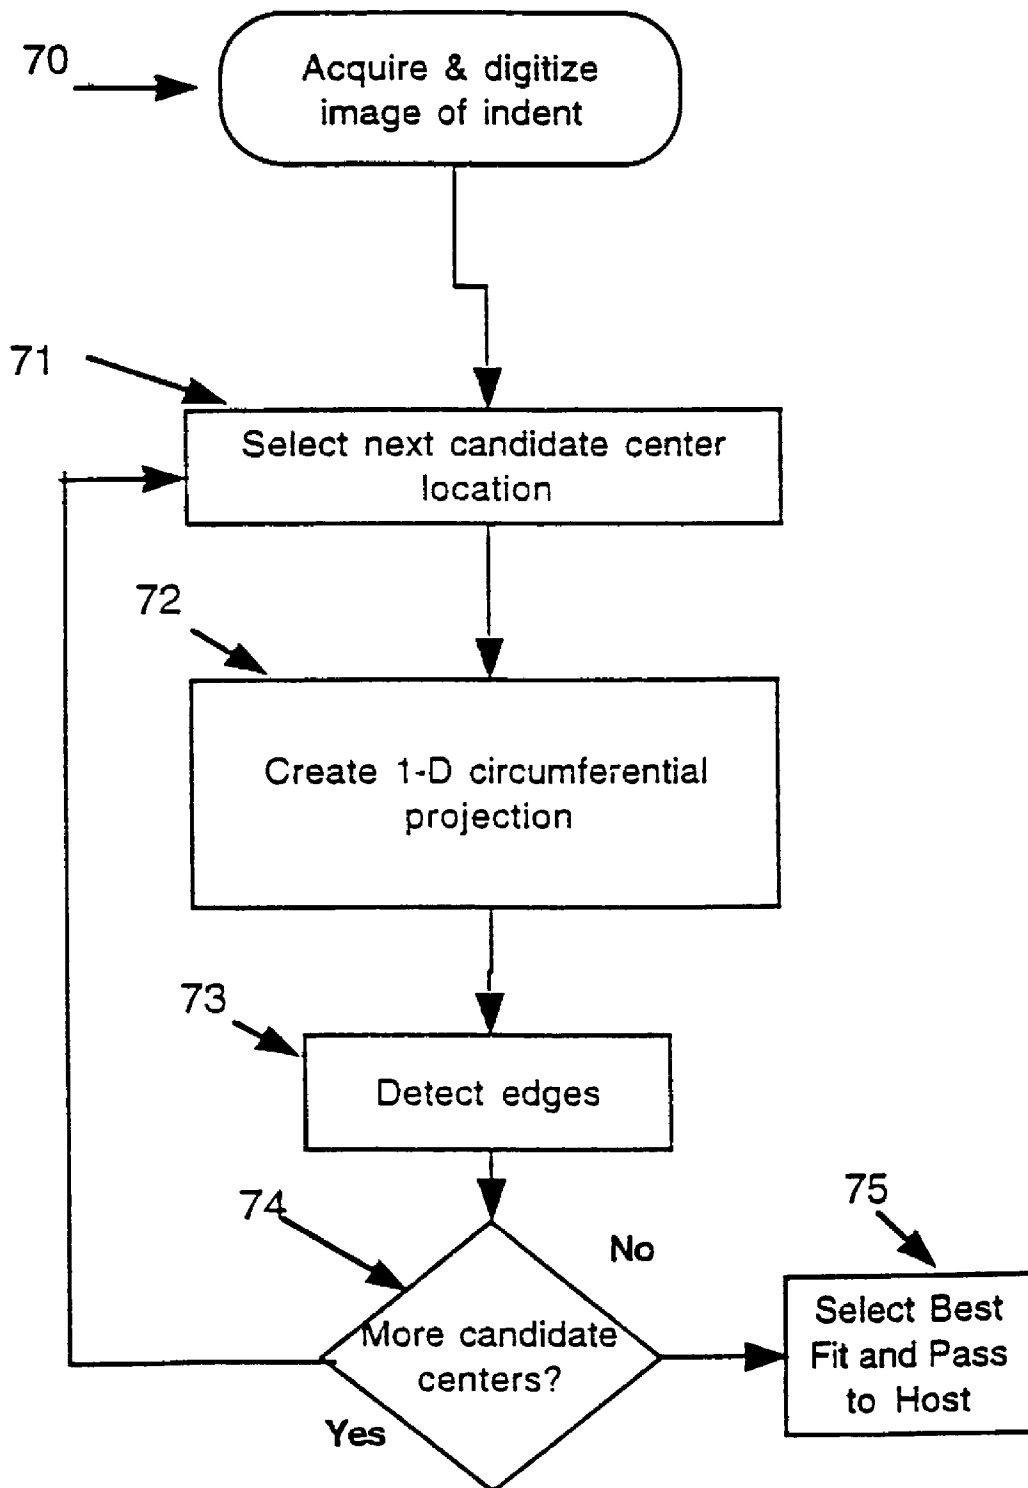 70
Acquire & digitize
image of indent
71
Select next candidate center
location
72
Create 1-D circumferential
projection
73
Detect edges
74
75
No
More candidate
centers?
Select Best
Fit and Pass
to Host
Yes